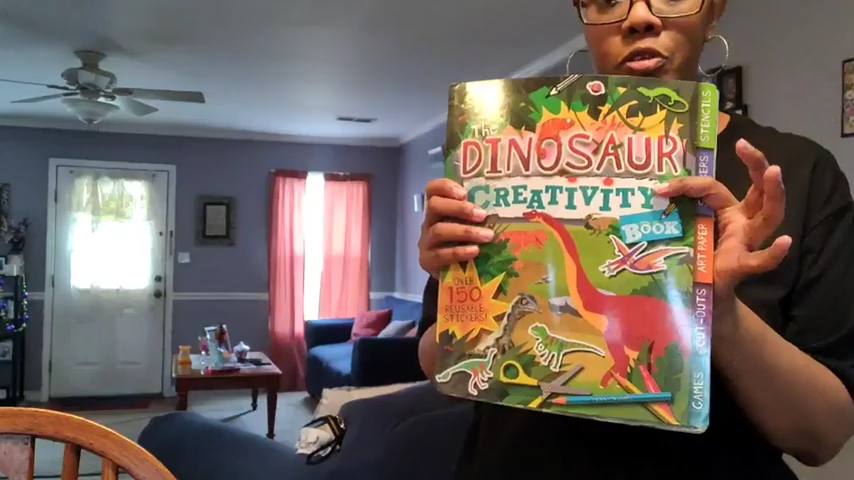 The
DINOSAUR
CREATIVITY
BOOK
OVER
150
REUSABLE
STICKERS!
STENCILS
ART PAPER
CUT-OUTS
GAMES